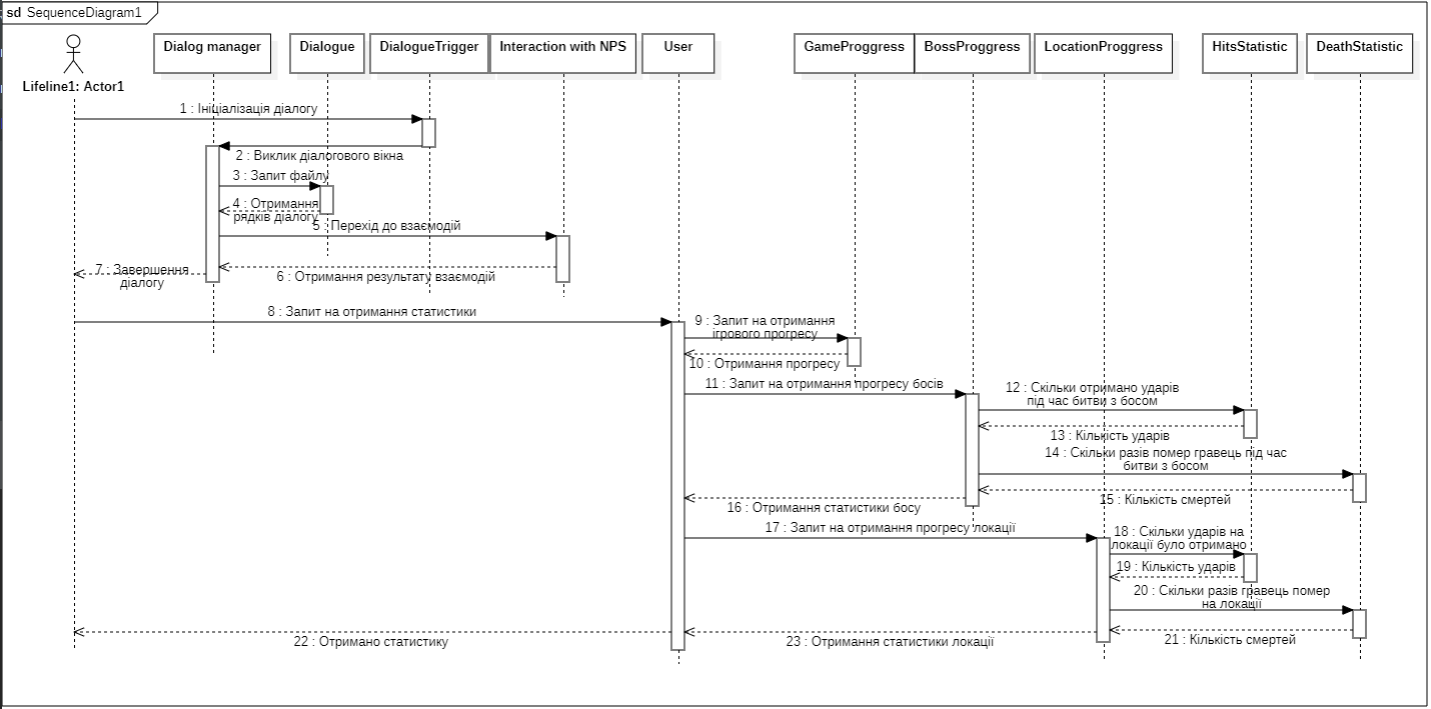 sd SequenceDiagram1
Lifeline1: Actor1
Dialog manager
Dialogue
DialogueTrigger
Interaction with NPS
User
GameProggress
BossProggress
LocationProggress
HitsStatistic
DeathStatistic
1 : Ініціалізація діалогу
2 : Виклик діалогового вікна
3 : Запит файлу
4 : Отримання
рядків діалогу
5 : Перехід до взаємодій
6 : Отримання результату взаємодій
7 : Завершення
діалогу
8 : Запит на отримання статистики
9 : Запит на отримання
ігрового прогресу
10 : Отримання прогресу
11 : Запит на отримання прогресу босів
12 : Скільки отримано ударів
під час битви з босом
13 : Кількість ударів
14 : Скільки разів помер гравець під час
битви з босом
15 : Кількість смертей
16 : Отримання статистики босу
17 : Запит на отримання прогресу локації
18 : Скільки ударів на
локації було отримано
19 : Кількість ударів
20 : Скільки разів гравець помер
на локації
21 : Кількість смертей
22 : Отримано статистику
23 : Отримання статистики локації